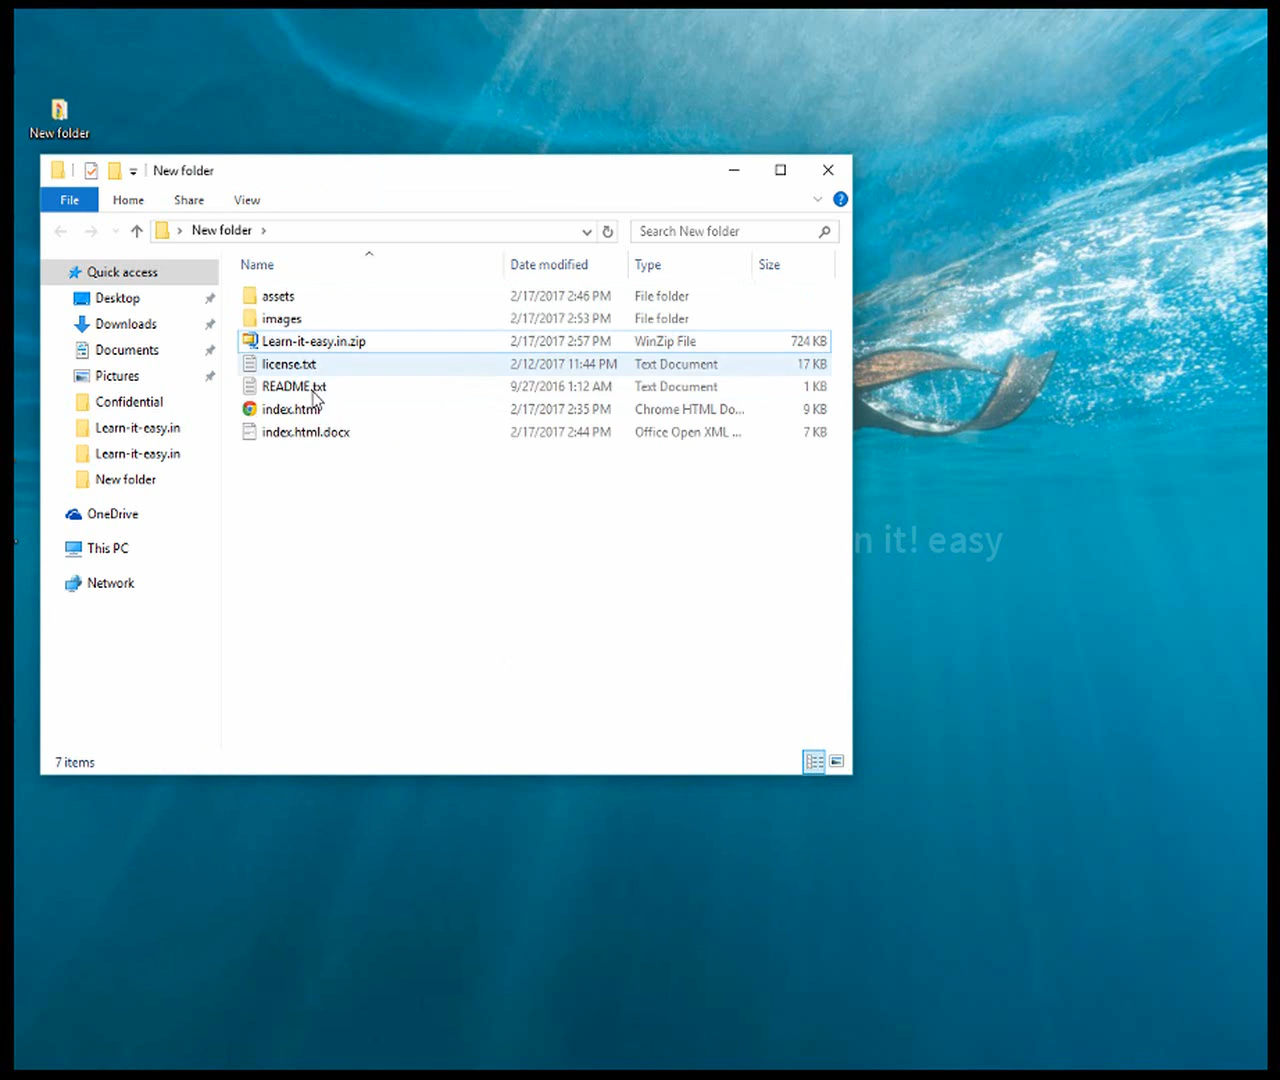 New folder
New folder
File Home Share View
New folder
Search New folder
Name Date modified Type Size
Quick access
Desktop
Downloads
Documents
Pictures
Confidential
Learn-it-easy.in
Learn-it-easy.in
New folder
OneDrive
This PC
Network
assets 2/17/2017 2:46 PM File folder
images 2/17/2017 2:53 PM File folder
Learn-it-easy.in.zip 2/17/2017 2:57 PM WinZip File 724 KB
license.txt 2/12/2017 11:44 PM Text Document 17 KB
README.txt 9/27/2016 1:12 AM Text Document 1 KB
index.html 2/17/2017 2:35 PM Chrome HTML Do... 9 KB
index.html.docx 2/17/2017 2:44 PM Office Open XML ... 7 KB
n it! easy
7 items